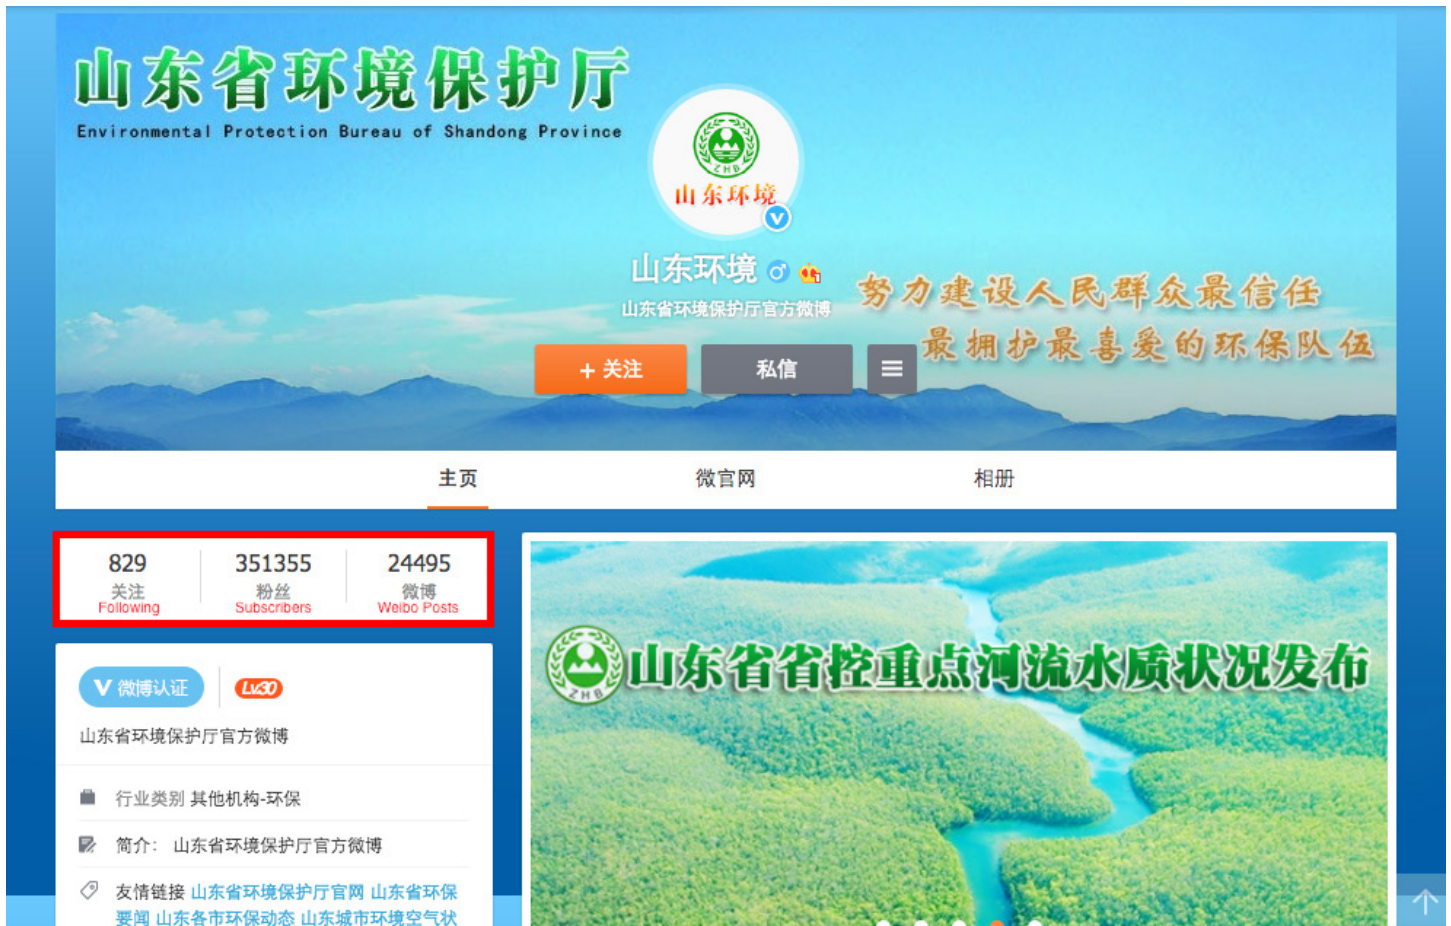 山东省环境保护厅
Environmental Protection Bureau of Shandong Province
ZHB
山东环境
V
山东环境
山东省环境保护厅官方微博
努力建设人民群众最信任
最拥护最喜爱的环保队伍
+ 关注 私信
主页 微官网 相册
829 351355 24495
关注 粉丝 微博
Following Subscribers Weibo Posts
ZHB 山东省省控重点河流水质状况发布
V 微博认证 Lv.30
山东省环境保护厅官方微博
行业类别 其他机构-环保
简介： 山东省环境保护厅官方微博
友情链接 山东省环境保护厅官网 山东省环保
要闻 山东各市环保动态 山东城市环境空气状